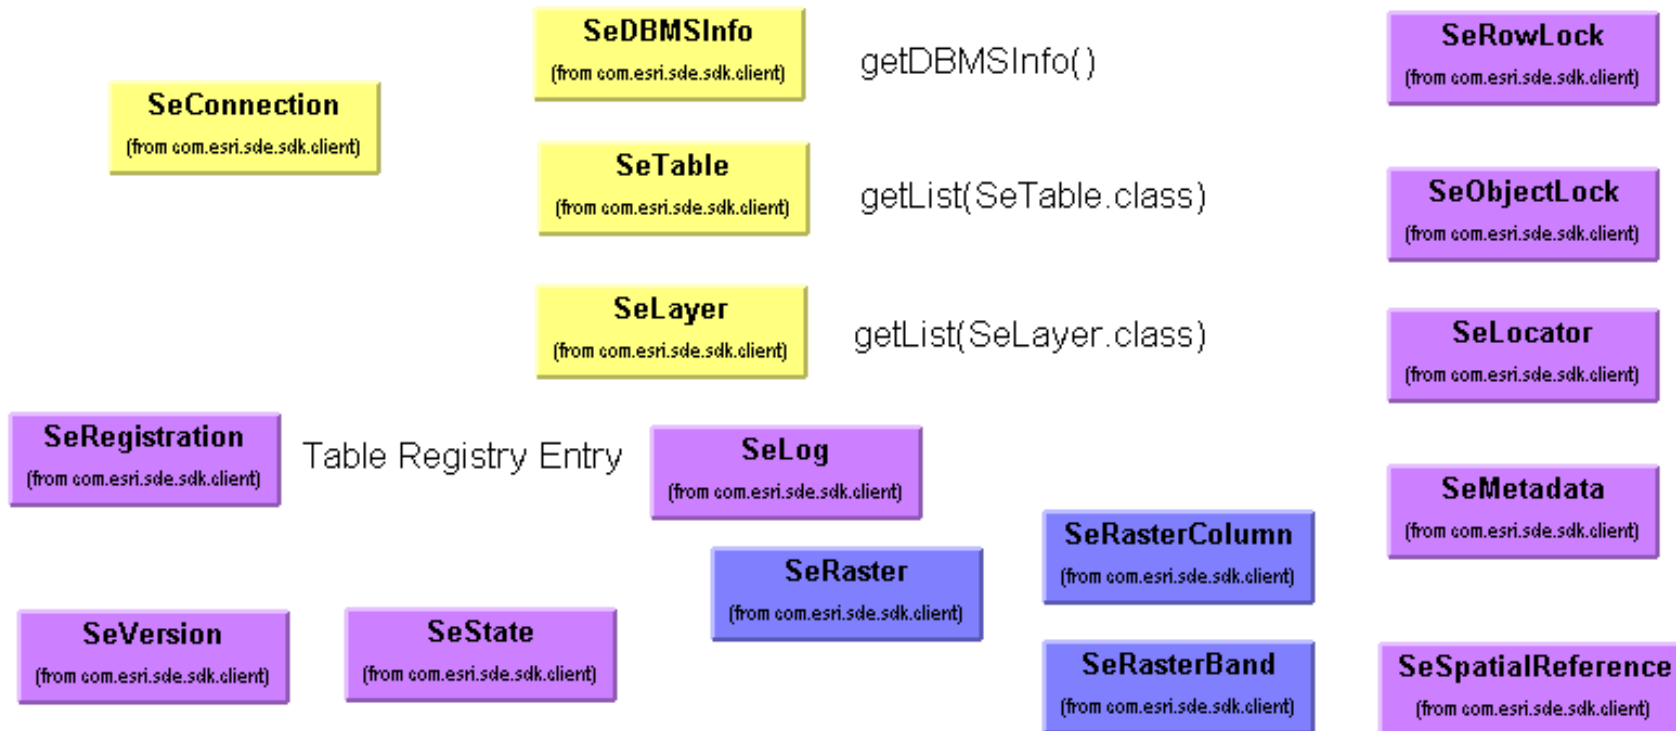 SeDBMSInfo
(from com.esri.sde.sdk.client)
getDBMSInfo()
SeRowLock
(from com.esri.sde.sdk.client)
SeConnection
(from com.esri.sde.sdk.client)
SeTable
(from com.esri.sde.sdk.client)
getList(SeTable.class)
SeObjectLock
(from com.esri.sde.sdk.client)
SeLayer
(from com.esri.sde.sdk.client)
getList(SeLayer.class)
SeLocator
(from com.esri.sde.sdk.client)
SeRegistration
(from com.esri.sde.sdk.client)
Table Registry Entry
SeLog
(from com.esri.sde.sdk.client)
SeMetadata
(from com.esri.sde.sdk.client)
SeRaster
(from com.esri.sde.sdk.client)
SeRasterColumn
(from com.esri.sde.sdk.client)
SeVersion
(from com.esri.sde.sdk.client)
SeState
(from com.esri.sde.sdk.client)
SeRasterBand
(from com.esri.sde.sdk.client)
SeSpatialReference
(from com.esri.sde.sdk.client)